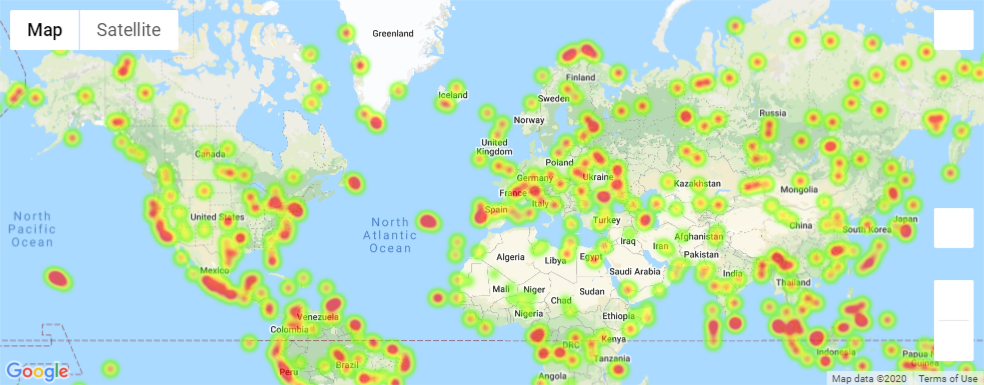 Map
Satellite
Greenland
Iceland
Finland
Sweden
Norway
Russia
United
Kingdom
Canada
Poland
Germany
Ukraine
France
Kazakhstan
Mongolia
Italy
Spain
North
Pacific
Ocean
United States
North
Atlantic
Ocean
Turkey
China
South Korea
Japan
Iraq
Iran
Afghanistan
Pakistan
Algeria
Libya
Egypt
Saudi Arabia
India
Mexico
Mali
Niger
Chad
Sudan
Thailand
Nigeria
Ethiopia
Venezuela
Colombia
DRC
Kenya
Indonesia
Papua
Tanzania
Peru
Brazil
Angola
Google
Map data ©2020
Terms of Use